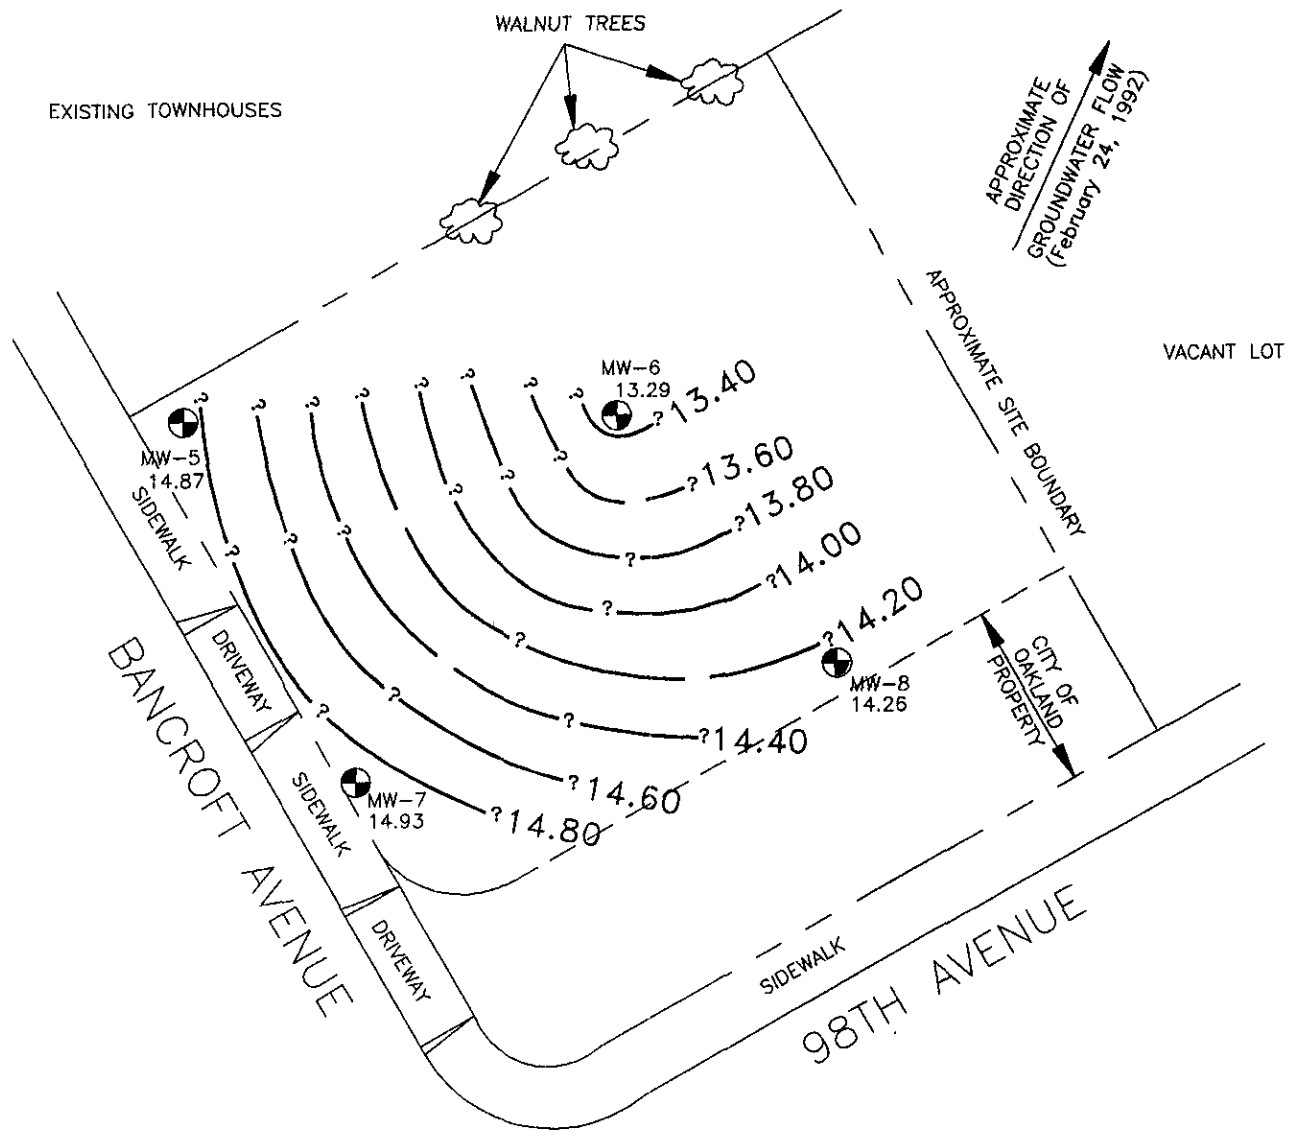 WALNUT TREES
EXISTING TOWNHOUSES
APPROXIMATE
DIRECTION OF
GROUNDWATER FLOW
(February 24, 1992)
VACANT LOT
APPROXIMATE SITE BOUNDARY
MW-6
13.29
?
?
?
?
?
?
?
?
?13.40
MW-5
14.87
SIDEWALK
?
?13.60
?
?
?13.80
?
?
?
?
?14.00
?
?
?14.20
MW-8
14.26
CITY OF
OAKLAND
PROPERTY
DRIVEWAY
?
?
?
?14.40
BANCROFT AVENUE
SIDEWALK
MW-7
14.93
?14.60
?14.80
DRIVEWAY
SIDEWALK
98TH AVENUE